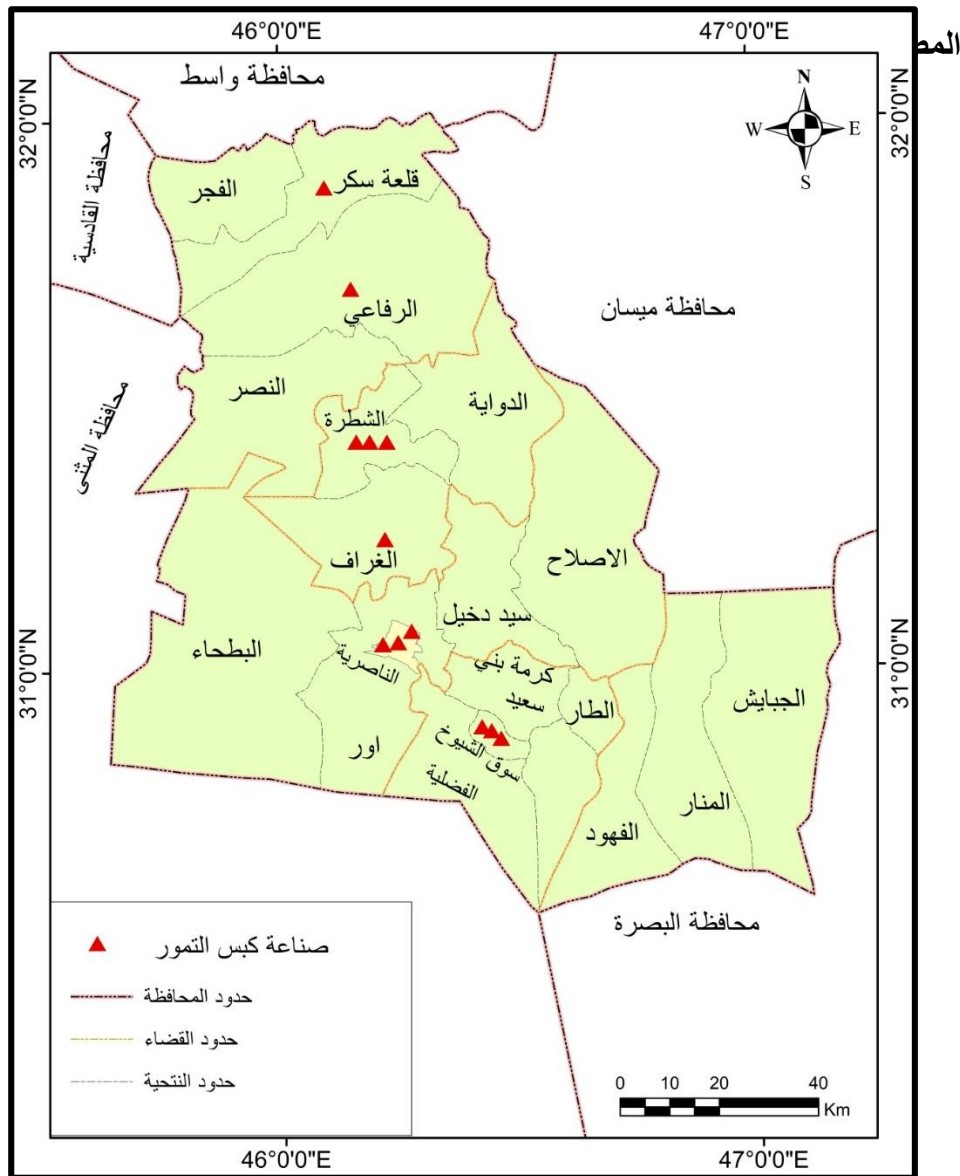 المص
46°0'0"E 47°0'0"E
32°0'0"N 32°0'0"N
محافظة واسط
N
W E
S
محافظة القادسية
الفجر
قلعة سكر
الرفاعي
محافظة ميسان
النصر
الدواية
الشطرة
محافظة المثنى
الغراف
الاصلاح
سيد دخيل
البطحاء
31°0'0"N 31°0'0"N
الناصرية
كرمة بني
سعيد
الطار
الجبايش
اور
سوق الشيوخ
الفضلية
الفهود
المنار
محافظة البصرة
صناعة كبس التمور
حدود المحافظة
حدود القضاء
حدود النتحية
0 10 20 40
Km
46°0'0"E 47°0'0"E